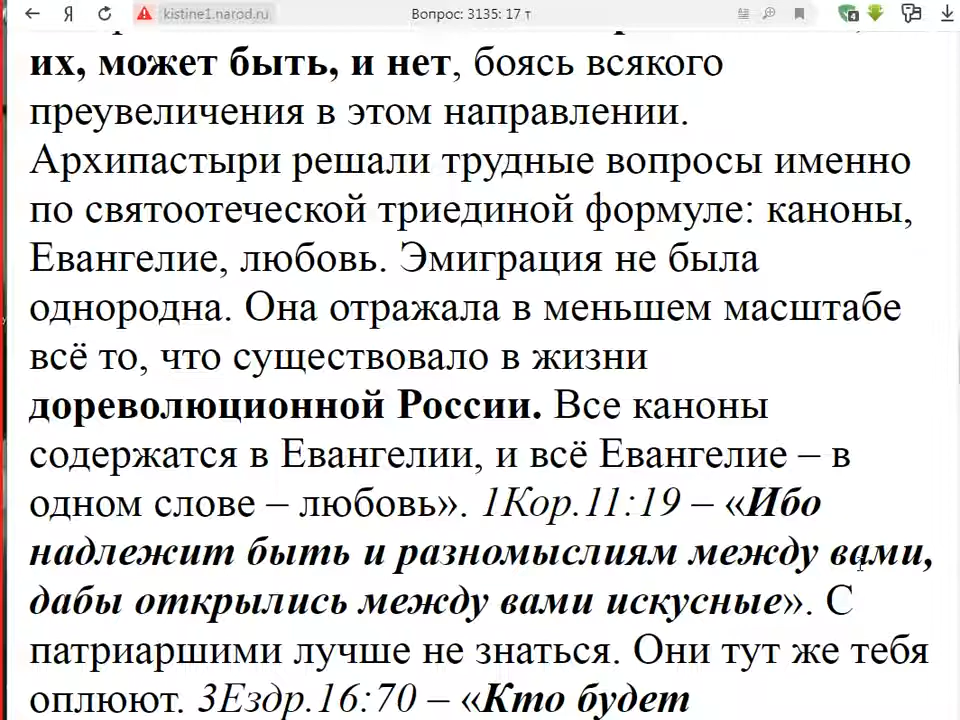 Я kistine1.narod.ru Вопрос: 3135: 17 т 4
их, может быть, и нет, боясь всякого
преувеличения в этом направлении.
Архипастыри решали трудные вопросы именно
по святоотеческой триединой формуле: каноны,
Евангелие, любовь. Эмиграция не была
однородна. Она отражала в меньшем масштабе
всё то, что существовало в жизни
дореволюционной России. Все каноны
содержатся в Евангелии, и всё Евангелие – в
одном слове – любовь». 1Кор.11:19 – «Ибо
надлежит быть и разномыслиям между вами,
дабы открылись между вами искусные». С
патриаршими лучше не знаться. Они тут же тебя
оплюют. 3Ездр.16:70 – «Кто будет